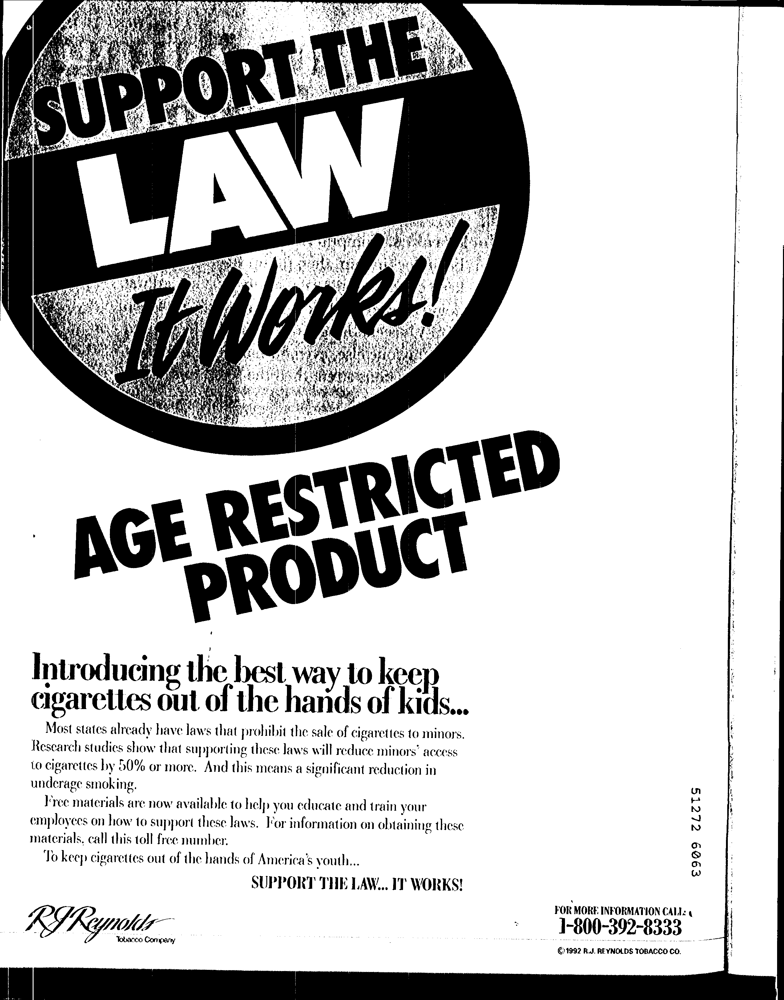 SUPPORT THE
LAW
It Works!
AGE RESTRICTED
PRODUCT
Introducing the best way to keep
cigarettes out of the hands of kids...
Most states already have laws that prohibit the sale of cigarettes to minors.
Research studies show that supporting these laws will reduce minors' access
to cigarettes by 50% or more. And this means a significant reduction in
underage smoking.
Free materials are now available to help you educate and train your
employees on how to support these laws. For information on obtaining these
materials, call this toll free number.
To keep cigarettes out of the hands of America's youth...
SUPPORT THE LAW... IT WORKS!
RJReynolds
Tobacco Company
FOR MORE INFORMATION CALL:
1-800-392-8333
© 1992 R.J. REYNOLDS TOBACCO CO.
51272 6063